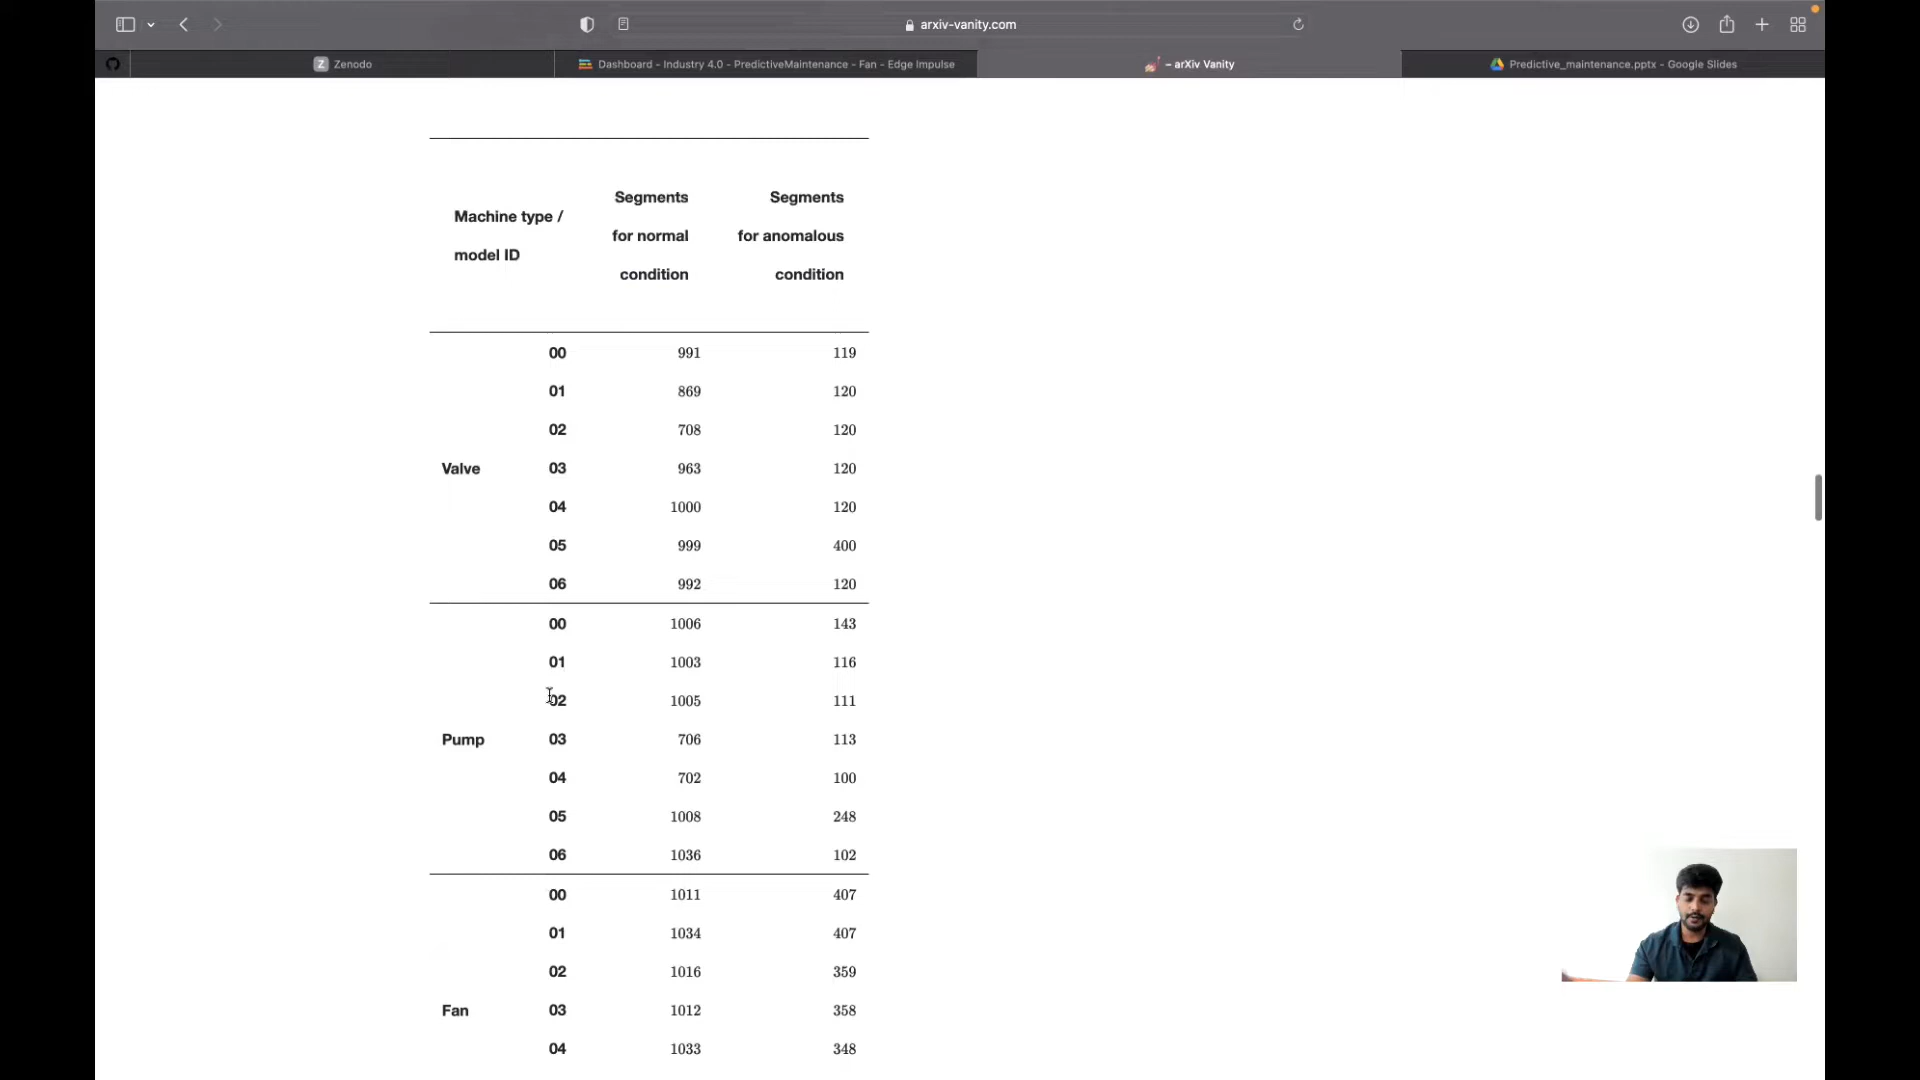 arxiv-vanity.com
Zenodo
Dashboard - Industry 4.0 - PredictiveMaintenance - Fan - Edge Impulse
– arXiv Vanity
Predictive_maintenance.pptx - Google Slides
Segments Segments
Machine type / for normal for anomalous
model ID condition condition
00 991 119
01 869 120
02 708 120
Valve 03 963 120
04 1000 120
05 999 400
06 992 120
00 1006 143
01 1003 116
02 1005 111
Pump 03 706 113
04 702 100
05 1008 248
06 1036 102
00 1011 407
01 1034 407
02 1016 359
Fan 03 1012 358
04 1033 348